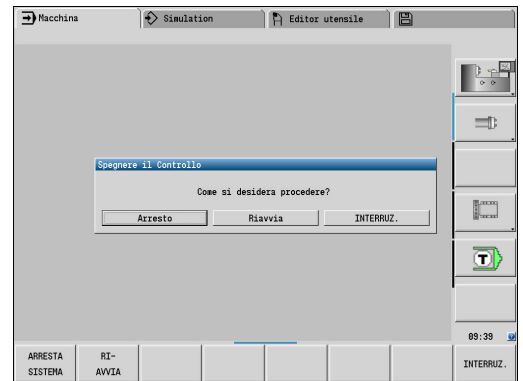 Macchina
Simulation
Editor utensile
Spegnere il Controllo
Come si desidera procedere?
Arresto
Riavvia
INTERRUZ.
T
09:39
ARRESTA
SISTEMA
RI-
AVVIA
INTERRUZ.